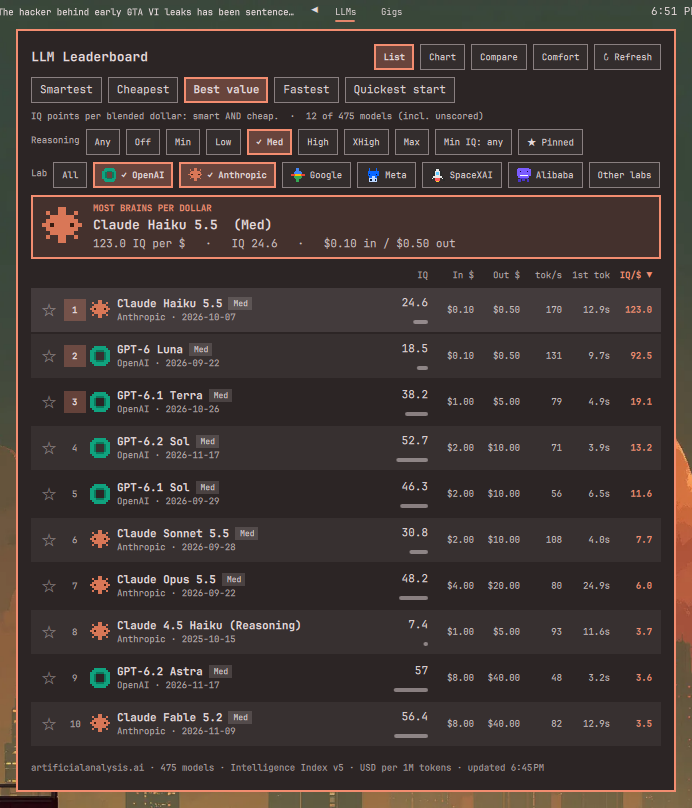 The hacker behind early GTA VI leaks has been sentence… ◀ LLMs Gigs 6:51 P
LLM Leaderboard List Chart Compare Comfort Refresh
Smartest Cheapest Best value Fastest Quickest start
IQ points per blended dollar: smart AND cheap. · 12 of 475 models (incl. unscored)
Reasoning Any Off Min Low ✓ Med High XHigh Max Min IQ: any ★ Pinned
Lab All ✓ OpenAI ✓ Anthropic Google Meta SpaceXAI Alibaba Other labs
MOST BRAINS PER DOLLAR
Claude Haiku 5.5 (Med)
123.0 IQ per $ · IQ 24.6 · $0.10 in / $0.50 out
IQ In $ Out $ tok/s 1st tok IQ/$ ▼
☆ 1 Claude Haiku 5.5 Med 24.6 $0.10 $0.50 170 12.9s 123.0
Anthropic · 2026-10-07
☆ 2 GPT-6 Luna Med 18.5 $0.10 $0.50 131 9.7s 92.5
OpenAI · 2026-09-22
☆ 3 GPT-6.1 Terra Med 38.2 $1.00 $5.00 79 4.9s 19.1
OpenAI · 2026-10-26
☆ 4 GPT-6.2 Sol Med 52.7 $2.00 $10.00 71 3.9s 13.2
OpenAI · 2026-11-17
☆ 5 GPT-6.1 Sol Med 46.3 $2.00 $10.00 56 6.5s 11.6
OpenAI · 2026-09-29
☆ 6 Claude Sonnet 5.5 Med 30.8 $2.00 $10.00 108 4.0s 7.7
Anthropic · 2026-09-28
☆ 7 Claude Opus 5.5 Med 48.2 $4.00 $20.00 80 24.9s 6.0
Anthropic · 2026-09-22
☆ 8 Claude 4.5 Haiku (Reasoning) 7.4 $1.00 $5.00 93 11.6s 3.7
Anthropic · 2025-10-15
☆ 9 GPT-6.2 Astra Med 57 $8.00 $40.00 48 3.2s 3.6
OpenAI · 2026-11-17
☆ 10 Claude Fable 5.2 Med 56.4 $8.00 $40.00 82 12.9s 3.5
Anthropic · 2026-11-09
artificialanalysis.ai · 475 models · Intelligence Index v5 · USD per 1M tokens · updated 6:45PM